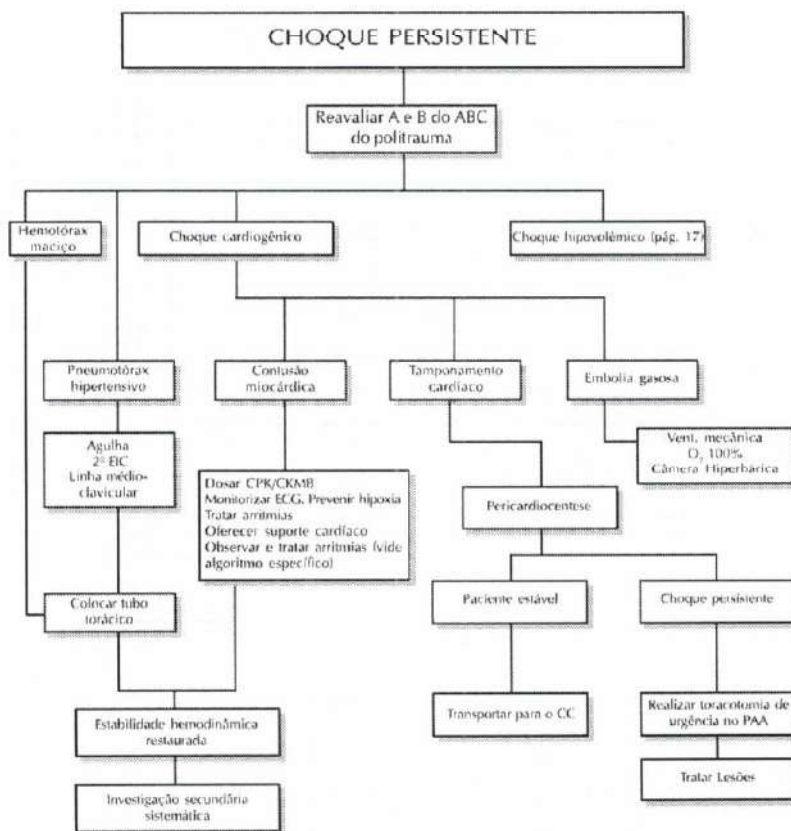 CHOQUE PERSISTENTE
Reavaliar A e B do ABC
do politrauma
Hemotórax
maciço
Choque cardiogênico
Choque hipovolêmico (pág. 17)
Pneumotórax
hipertensivo
Contusão
miocárdica
Tamponamento
cardíaco
Embolia gasosa
Agulha
2º EIC
Linha médio-
clavicular
Vent. mecânica
O₂ 100%
Câmera Hiperbárica
Dosar CPK/CKMB
Monitorizar ECG. Prevenir hipoxia
Tratar arritmias
Oferecer suporte cardíaco
Observar e tratar arritmias (vide
algoritmo específico)
Pericardiocentese
Colocar tubo
torácico
Paciente estável
Choque persistente
Estabilidade hemodinâmica
restaurada
Transportar para o CC
Realizar toracotomia de
urgência no PAA
Investigação secundária
sistemática
Tratar Lesões